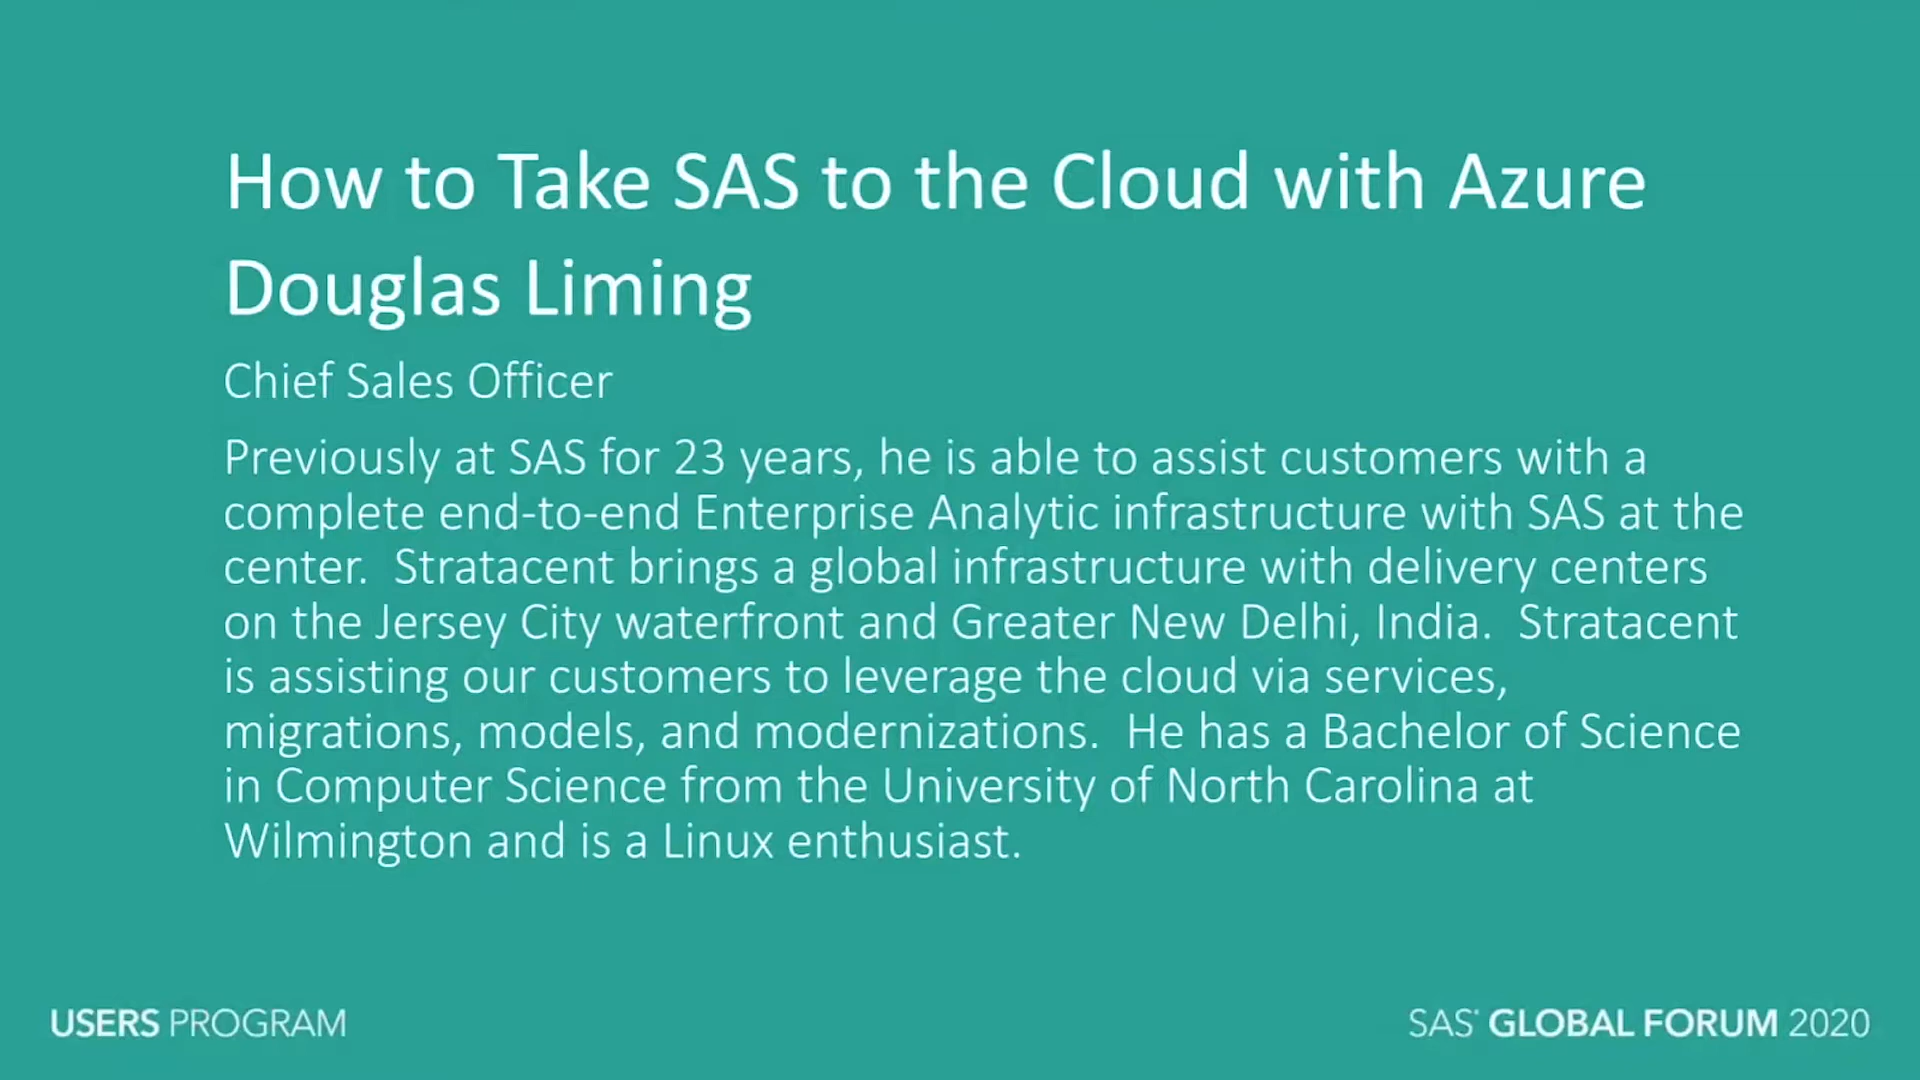 How to Take SAS to the Cloud with Azure
Douglas Liming
Chief Sales Officer
Previously at SAS for 23 years, he is able to assist customers with a
complete end-to-end Enterprise Analytic infrastructure with SAS at the
center.  Stratacent brings a global infrastructure with delivery centers
on the Jersey City waterfront and Greater New Delhi, India.  Stratacent
is assisting our customers to leverage the cloud via services,
migrations, models, and modernizations.  He has a Bachelor of Science
in Computer Science from the University of North Carolina at
Wilmington and is a Linux enthusiast.
USERS PROGRAM
SAS® GLOBAL FORUM 2020